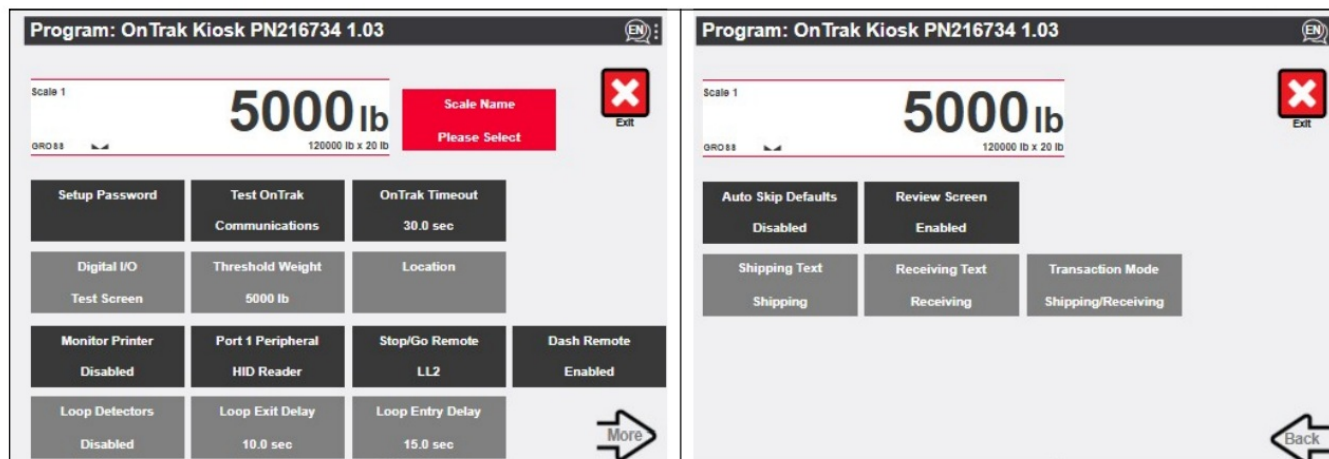 Program: OnTrak Kiosk PN216734 1.03
EN
Scale 1
5000 lb
GROSS
120000 lb x 20 lb
Scale Name
Please Select
Exit
Setup Password
Test OnTrak
Communications
OnTrak Timeout
30.0 sec
Digital I/O
Test Screen
Threshold Weight
5000 lb
Location
Monitor Printer
Disabled
Port 1 Peripheral
HID Reader
Stop/Go Remote
LL2
Dash Remote
Enabled
Loop Detectors
Disabled
Loop Exit Delay
10.0 sec
Loop Entry Delay
15.0 sec
More
Program: OnTrak Kiosk PN216734 1.03
EN
Scale 1
5000 lb
GROSS
120000 lb x 20 lb
Exit
Auto Skip Defaults
Disabled
Review Screen
Enabled
Shipping Text
Shipping
Receiving Text
Receiving
Transaction Mode
Shipping/Receiving
Back